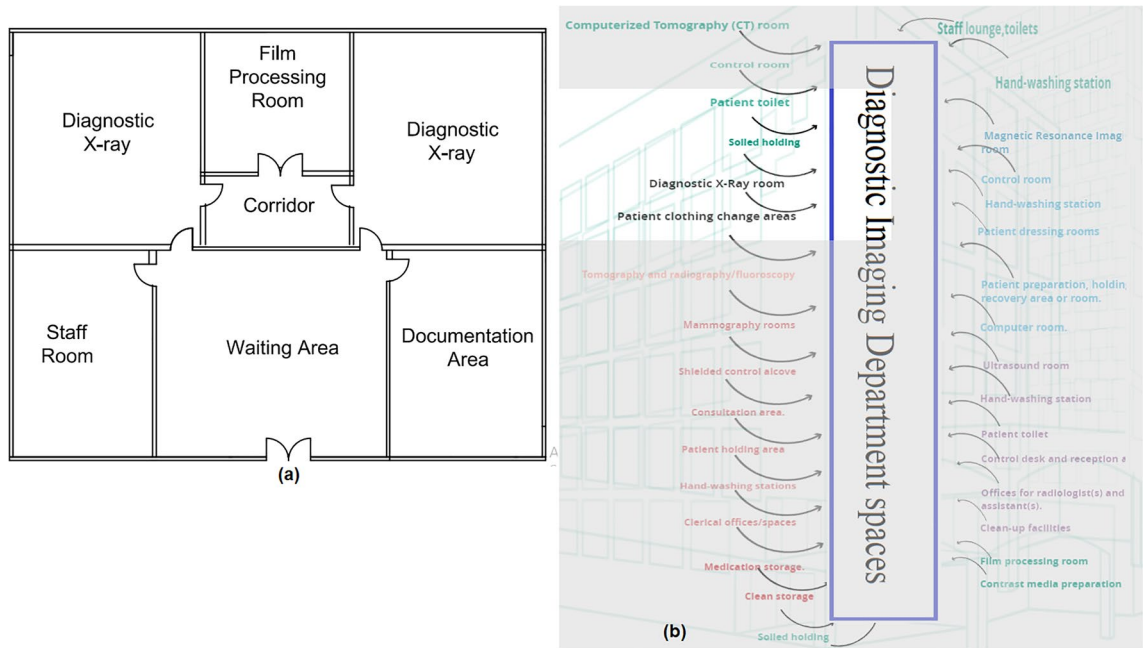 Diagnostic
X-ray
Film
Processing
Room
Diagnostic
X-ray
Corridor
Staff
Room
Waiting Area
Documentation
Area
(a)
Computerized Tomography (CT) room
Control room
Patient toilet
Soiled holding
Diagnostic X-Ray room
Patient clothing change areas
Tomography and radiography/fluoroscopy
Mammography rooms
Shielded control alcove
Consultation area.
Patient holding area
Hand-washing stations
Clerical offices/spaces
Medication storage.
Clean storage
Soiled holding
Diagnostic Imaging Department spaces
Staff lounge,toilets
Hand-washing station
Magnetic Resonance Imag
room
Control room
Hand-washing station
Patient dressing rooms
Patient preparation, holdin
recovery area or room.
Computer room.
Ultrasound room
Hand-washing station
Patient toilet
Control desk and reception a
Offices for radiologist(s) and
assistant(s).
Clean-up facilities
Film processing room
Contrast media preparation
(b)